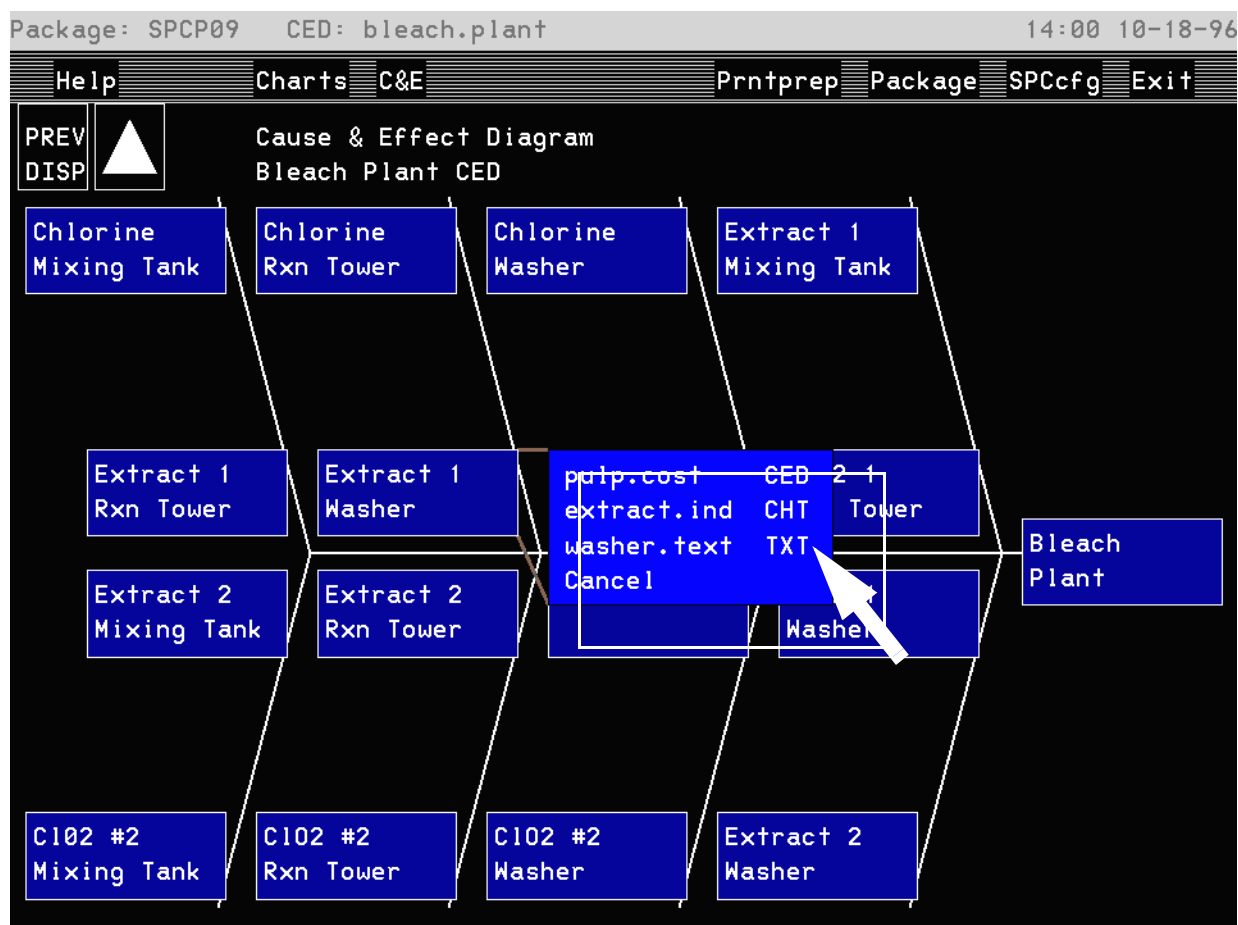 Package: SPCP09 CED: bleach.plant 14:00 10-18-96
Help Charts C&E Prntprep Package SPCcfg Exit
PREV
DISP
Cause & Effect Diagram
Bleach Plant CED
Chlorine
Mixing Tank
Chlorine
Rxn Tower
Chlorine
Washer
Extract 1
Mixing Tank
Extract 1
Rxn Tower
Extract 1
Washer
pulp.cost CED
extract.ind CHT
washer.text TXT
Cancel
2 1
Tower
Bleach
Plant
Extract 2
Mixing Tank
Extract 2
Rxn Tower
Washer
Cl02 #2
Mixing Tank
ClO2 #2
Rxn Tower
ClO2 #2
Washer
Extract 2
Washer